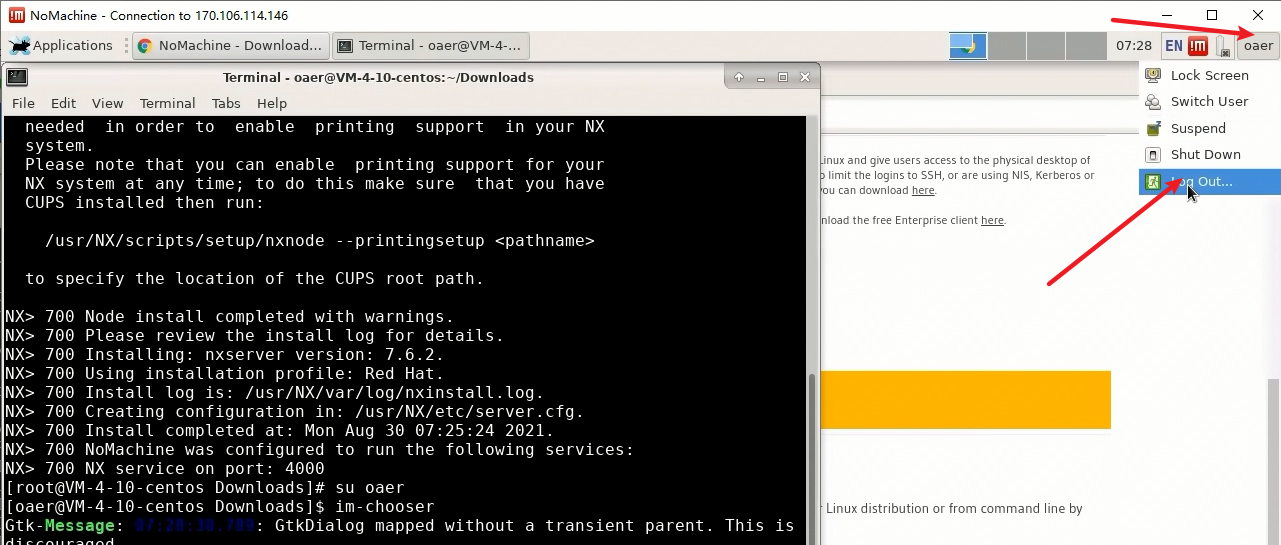 NoMachine - Connection to 170.106.114.146
Applications
NoMachine - Download...
Terminal - oaer@VM-4-...
07:28
EN
!M
oaer
Terminal - oaer@VM-4-10-centos:~/Downloads
File Edit View Terminal Tabs Help
needed in order to enable printing support in your NX
system.
Please note that you can enable printing support for your
NX system at any time; to do this make sure that you have
CUPS installed then run:
/usr/NX/scripts/setup/nxnode --printingsetup <pathname>
to specify the location of the CUPS root path.
NX> 700 Node install completed with warnings.
NX> 700 Please review the install log for details.
NX> 700 Installing: nxserver version: 7.6.2.
NX> 700 Using installation profile: Red Hat.
NX> 700 Install log is: /usr/NX/var/log/nxinstall.log.
NX> 700 Creating configuration in: /usr/NX/etc/server.cfg.
NX> 700 Install completed at: Mon Aug 30 07:25:24 2021.
NX> 700 NoMachine was configured to run the following services:
NX> 700 NX service on port: 4000
[root@VM-4-10-centos Downloads]# su oaer
[oaer@VM-4-10-centos Downloads]$ im-chooser
Gtk-Message: 07:28:30.709: GtkDialog mapped without a transient parent. This is
discouraged.
Lock Screen
Switch User
Suspend
Shut Down
Log Out...
Linux and give users access to the physical desktop of
o limit the logins to SSH, or are using NIS, Kerberos or
you can download here.
nload the free Enterprise client here.
Linux distribution or from command line by